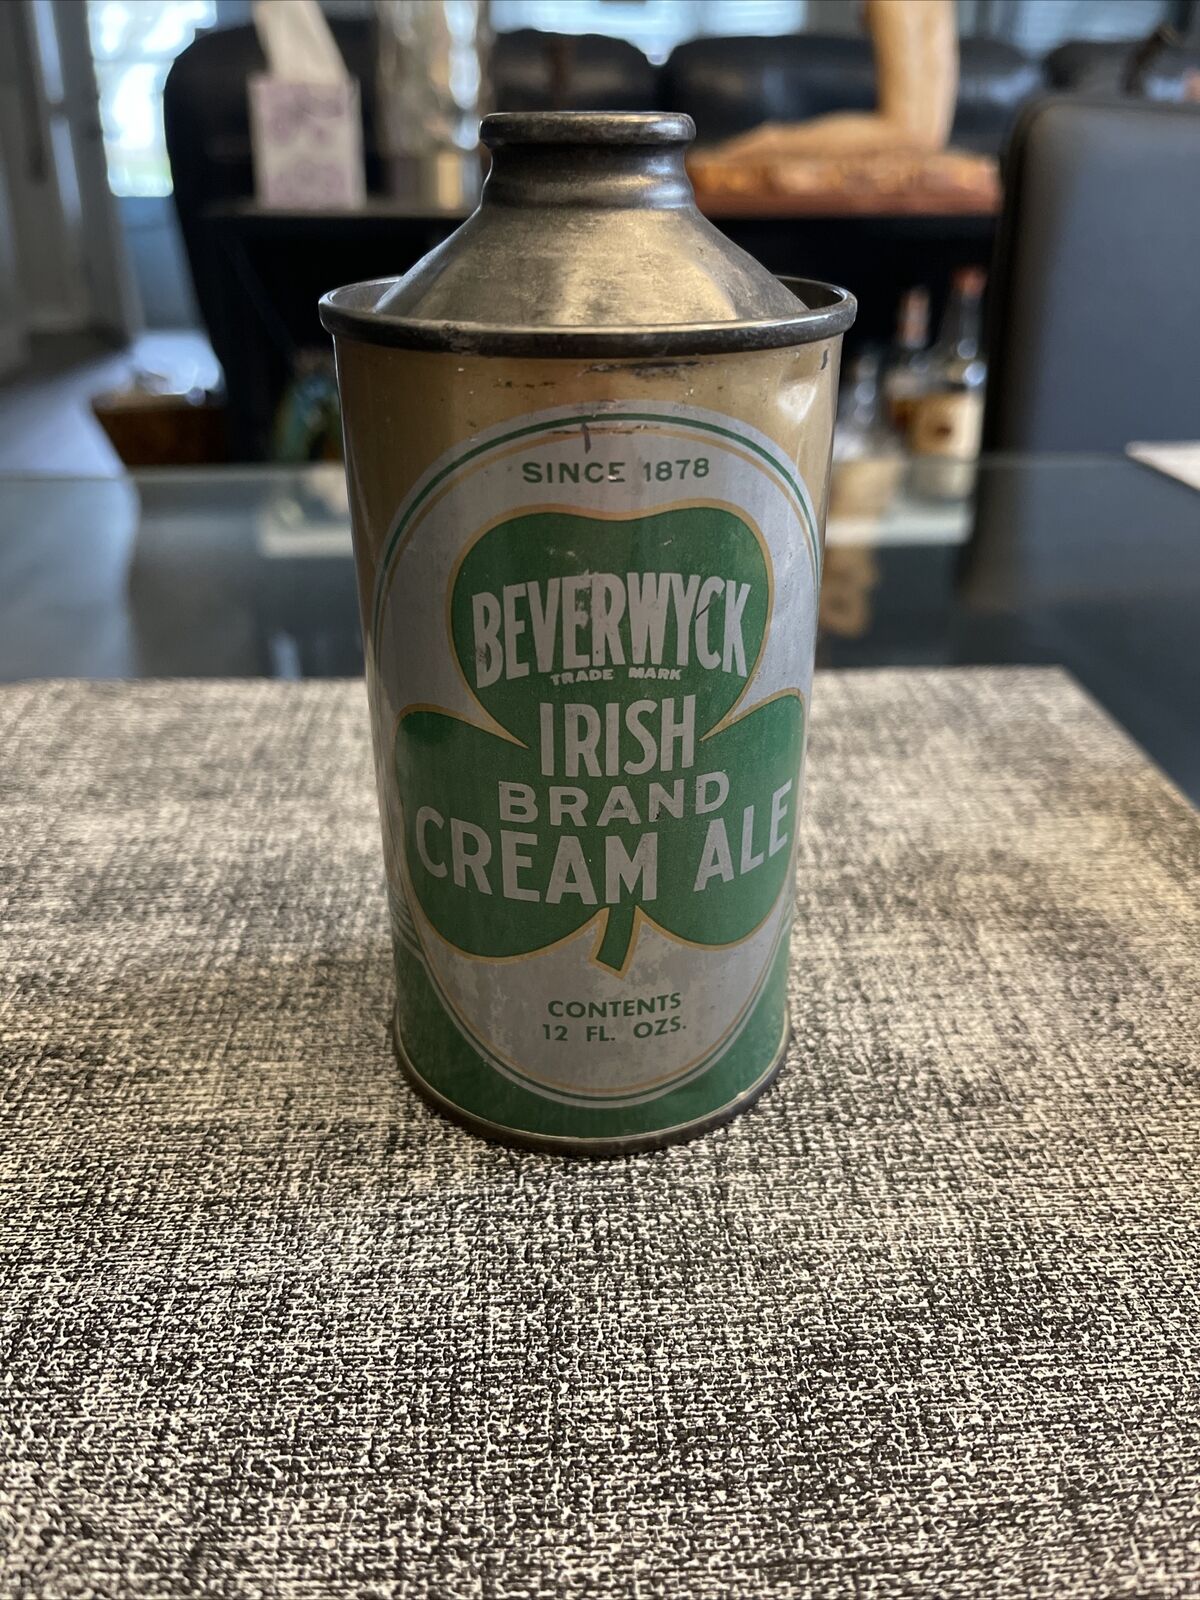 SINCE 1878
BEVERWYCK
TRADE MARK
IRISH
BRAND
CREAM ALE
CONTENTS
12 FL. OZS.